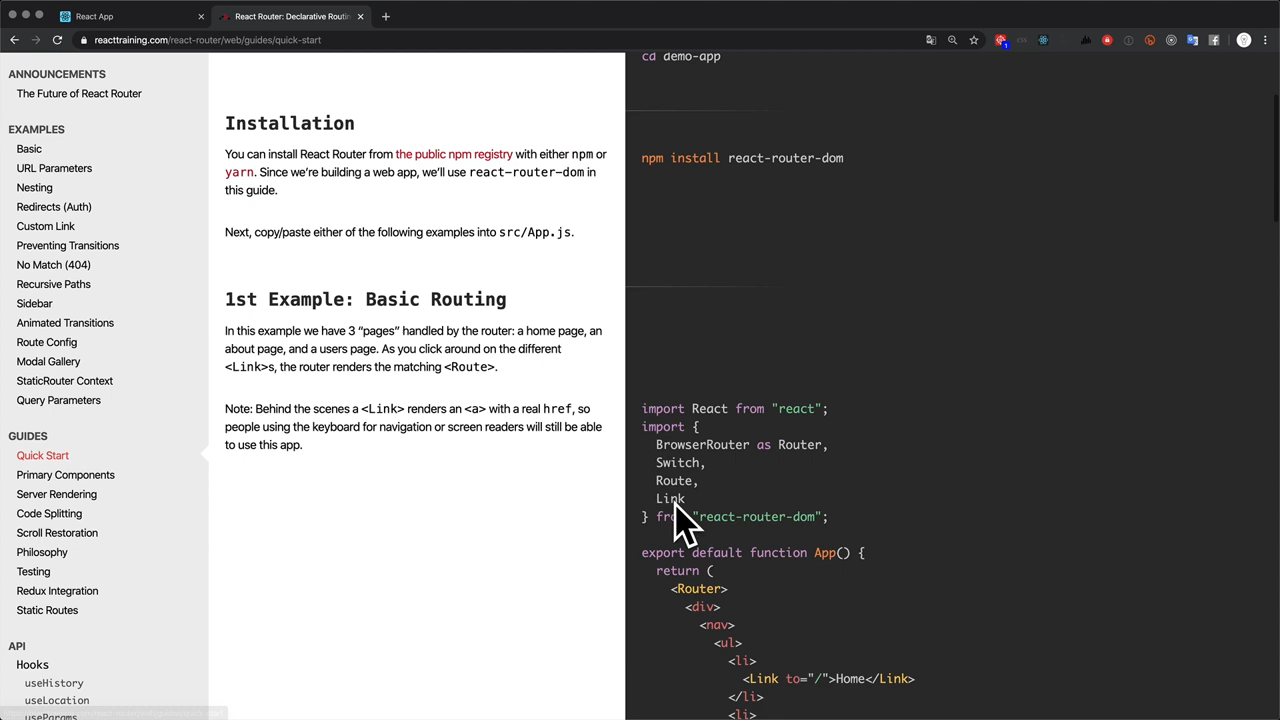 React App
React Router: Declarative Routin
reacttraining.com/react-router/web/guides/quick-start
ANNOUNCEMENTS
The Future of React Router
EXAMPLES
Basic
URL Parameters
Nesting
Redirects (Auth)
Custom Link
Preventing Transitions
No Match (404)
Recursive Paths
Sidebar
Animated Transitions
Route Config
Modal Gallery
StaticRouter Context
Query Parameters
GUIDES
Quick Start
Primary Components
Server Rendering
Code Splitting
Scroll Restoration
Philosophy
Testing
Redux Integration
Static Routes
API
Hooks
useHistory
useLocation
useParams
Installation
You can install React Router from the public npm registry with either npm or
yarn. Since we're building a web app, we'll use react-router-dom in
this guide.
Next, copy/paste either of the following examples into src/App.js.
1st Example: Basic Routing
In this example we have 3 “pages” handled by the router: a home page, an
about page, and a users page. As you click around on the different
<Link>s, the router renders the matching <Route>.
Note: Behind the scenes a <Link> renders an <a> with a real href, so
people using the keyboard for navigation or screen readers will still be able
to use this app.
cd demo-app
npm install react-router-dom
import React from "react";
import {
BrowserRouter as Router,
Switch,
Route,
Link
} from "react-router-dom";
export default function App() {
return (
<Router>
<div>
<nav>
<ul>
<li>
<Link to="/">Home</Link>
</li>
<li>